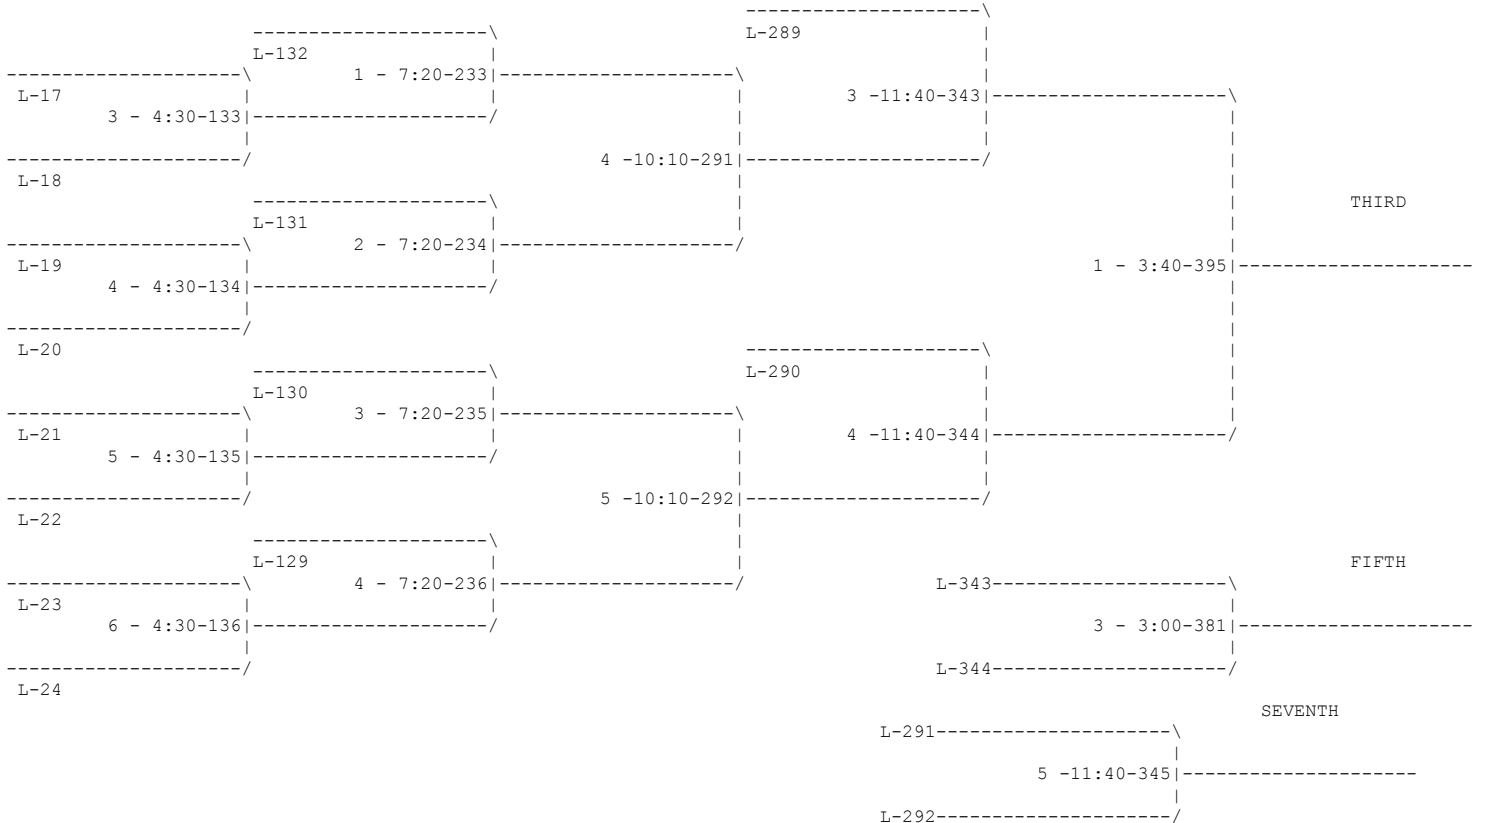 L-289
L-132
1 - 7:20-233
L-17
3 -11:40-343
3 - 4:30-133
4 -10:10-291
L-18
THIRD
L-131
2 - 7:20-234
L-19
1 - 3:40-395
4 - 4:30-134
L-20
L-290
L-130
3 - 7:20-235
L-21
4 -11:40-344
5 - 4:30-135
5 -10:10-292
L-22
L-129
FIFTH
4 - 7:20-236
L-343
L-23
6 - 4:30-136
3 - 3:00-381
L-344
L-24
SEVENTH
L-291
5 -11:40-345
L-292